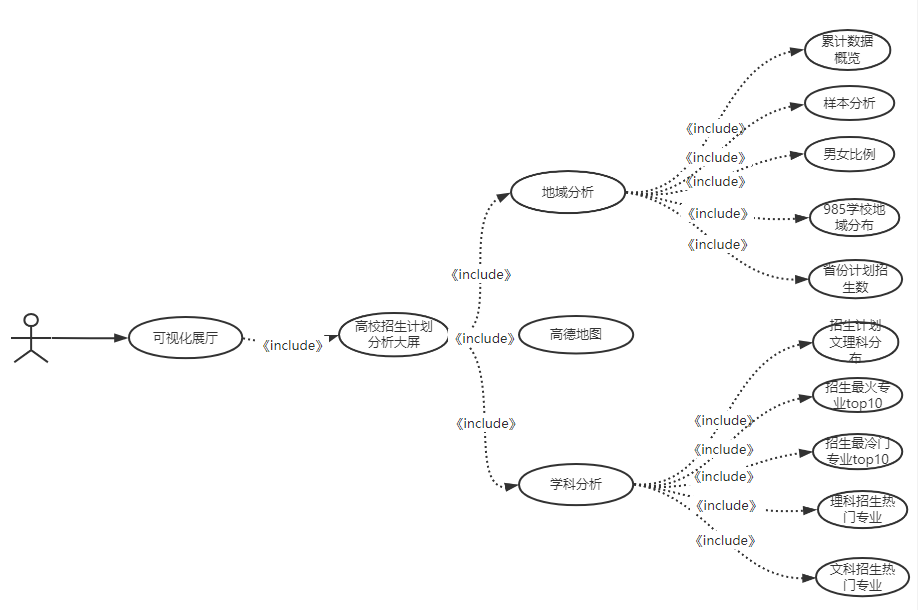 累计数据
概览
样本分析
《include》
男女比例
《include》
《include》
地域分析
985学校地
域分布
《include》
《include》
省份计划招
生数
《include》
可视化展厅
《include》
高校招生计划
分析大屏
《include》
高德地图
招生计划
文理科分
布
招生最火专
业top10
《include》
《include》
招生最冷门
专业top10
《include》
《include》
学科分析
理科招生热
门专业
《include》
《include》
文科招生热
门专业